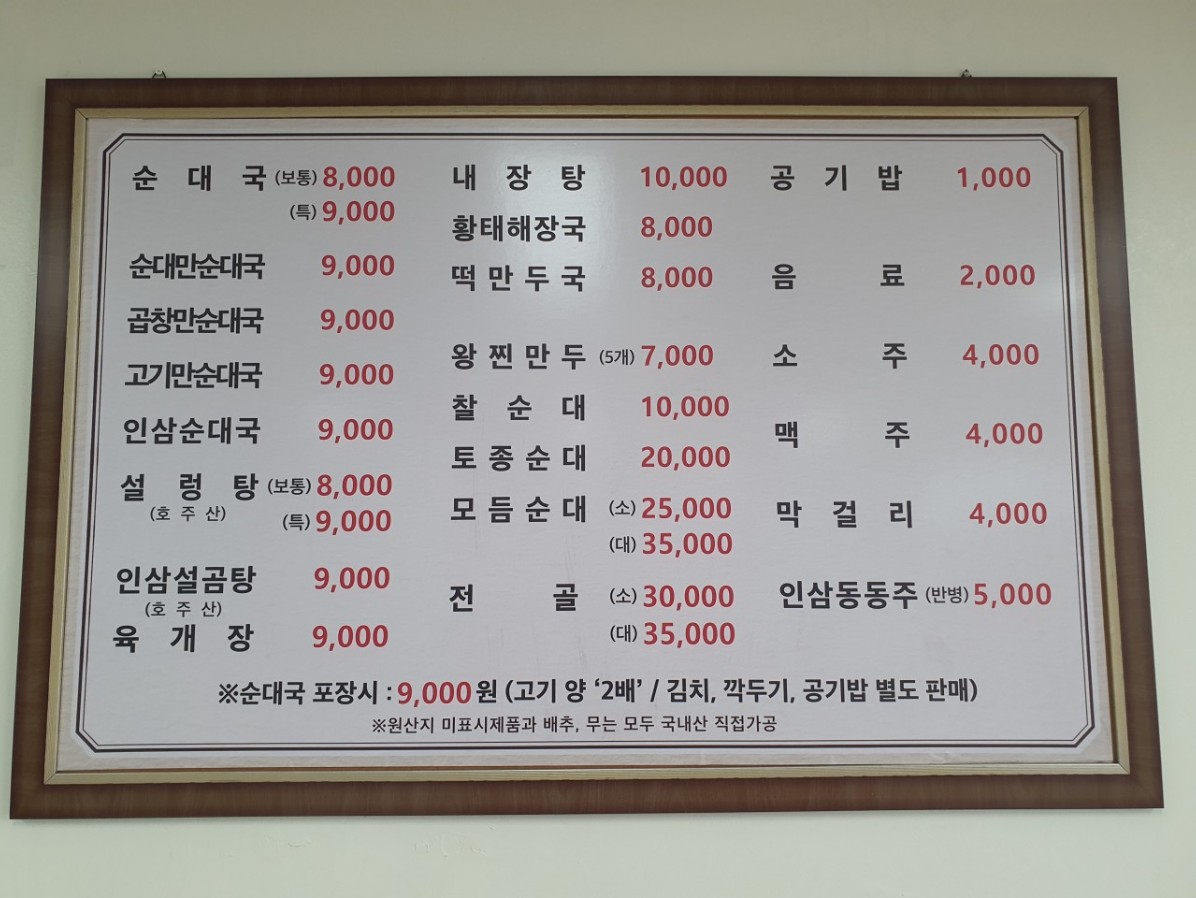 순 대 국 (보통) 8,000
(특) 9,000
순대만순대국 9,000
곱창만순대국 9,000
고기만순대국 9,000
인삼순대국 9,000
설 렁 탕 (보통) 8,000
(호 주 산) (특) 9,000
인삼설곰탕 9,000
(호 주 산)
육 개 장 9,000
내 장 탕 10,000
황태해장국 8,000
떡 만 두 국 8,000
왕 찐 만 두 (5개) 7,000
찰 순 대 10,000
토 종 순 대 20,000
모 듬 순 대 (소) 25,000
(대) 35,000
전 골 (소) 30,000
(대) 35,000
공 기 밥 1,000
음 료 2,000
소 주 4,000
맥 주 4,000
막 걸 리 4,000
인삼동동주 (반병) 5,000
※순대국 포장시 : 9,000원 (고기 양 ‘2배’ / 김치, 깍두기, 공기밥 별도 판매)
※원산지 미표시제품과 배추, 무는 모두 국내산 직접가공